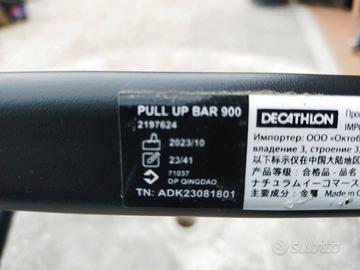 PULL UP BAR 900
2197624
2023/10
23/41
71037
DP QINGDAO
TN: ADK23081801
DECATHLON
Про
IMPO
Импортер: ООО «Октоб
владение 3, строение 3,
以下标示仅在中国大陆地区
产品等级：合格品-
ナチュラムイーコマース
主要成分：金
Made in C
subito